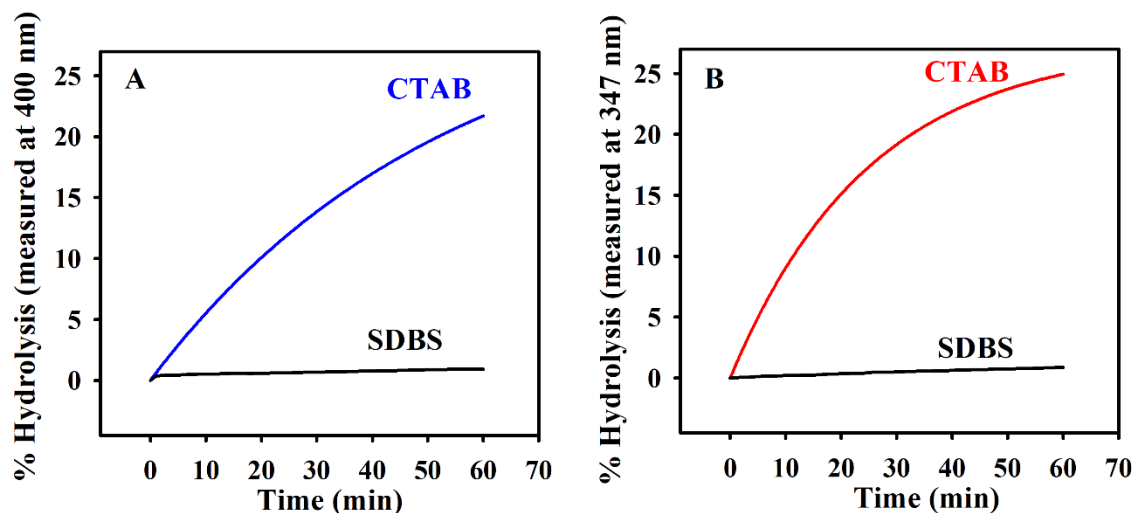 % Hydrolysis (measured at 400 nm)
A
CTAB
SDBS
25
20
15
10
5
0
0 10 20 30 40 50 60 70
Time (min)
% Hydrolysis (measured at 347 nm)
B
CTAB
SDBS
25
20
15
10
5
0
0 10 20 30 40 50 60 70
Time (min)